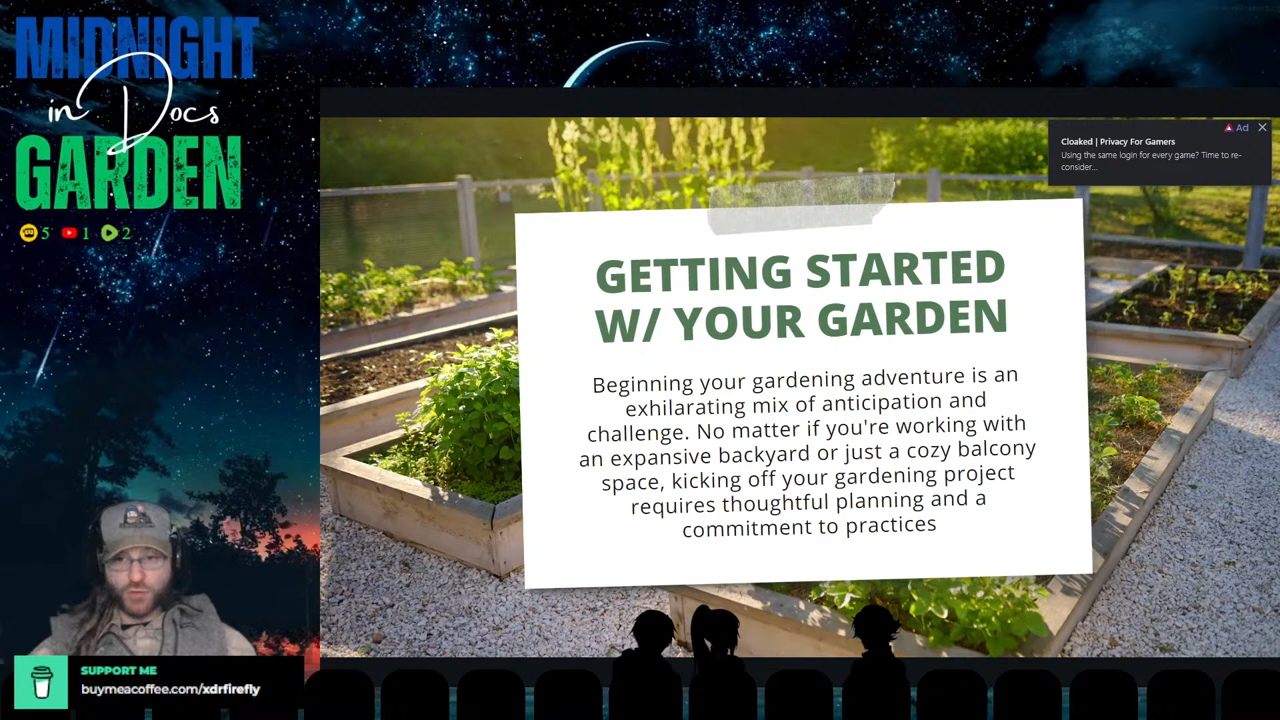 MIDNIGHT
in Docs
GARDEN
5 1 2
Ad
Cloaked | Privacy For Gamers
Using the same login for every game? Time to re-
consider...
GETTING STARTED
W/ YOUR GARDEN
Beginning your gardening adventure is an
exhilarating mix of anticipation and
challenge. No matter if you're working with
an expansive backyard or just a cozy balcony
space, kicking off your gardening project
requires thoughtful planning and a
commitment to practices
SUPPORT ME
buymeacoffee.com/xdrfirefly